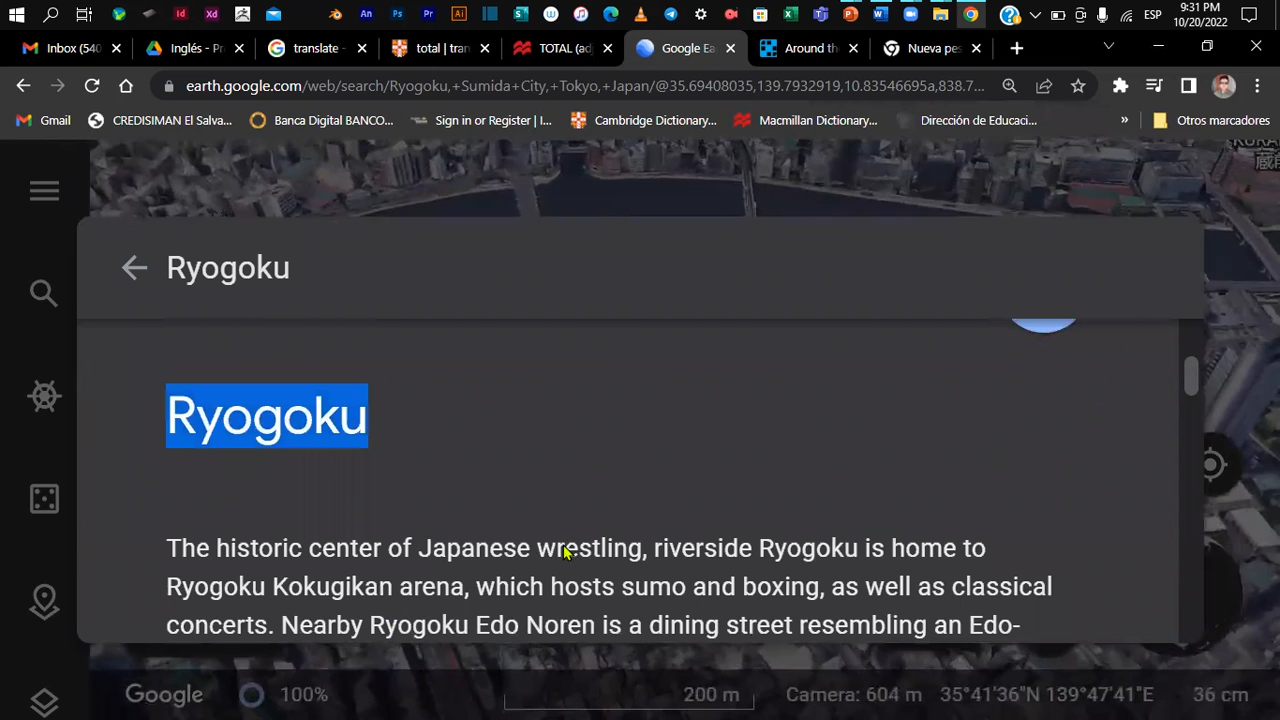 9:31 PM
ESP
10/20/2022
Inbox (540
Inglés - Pr
translate -
total | tran
TOTAL (adj
Google Ea
Around th
Nueva pes
earth.google.com/web/search/Ryogoku,+Sumida+City,+Tokyo,+Japan/@35.69408035,139.7932919,10.83546695a,838.7...
Gmail
CREDISIMAN El Salva...
Banca Digital BANCO...
Sign in or Register | I...
Cambridge Dictionary...
Macmillan Dictionary...
Dirección de Educaci...
»
Otros marcadores
Ryogoku
Ryogoku
The historic center of Japanese wrestling, riverside Ryogoku is home to
Ryogoku Kokugikan arena, which hosts sumo and boxing, as well as classical
concerts. Nearby Ryogoku Edo Noren is a dining street resembling an Edo-
Google
100%
200 m
Camera: 604 m
35°41'36"N 139°47'41"E
36 cm